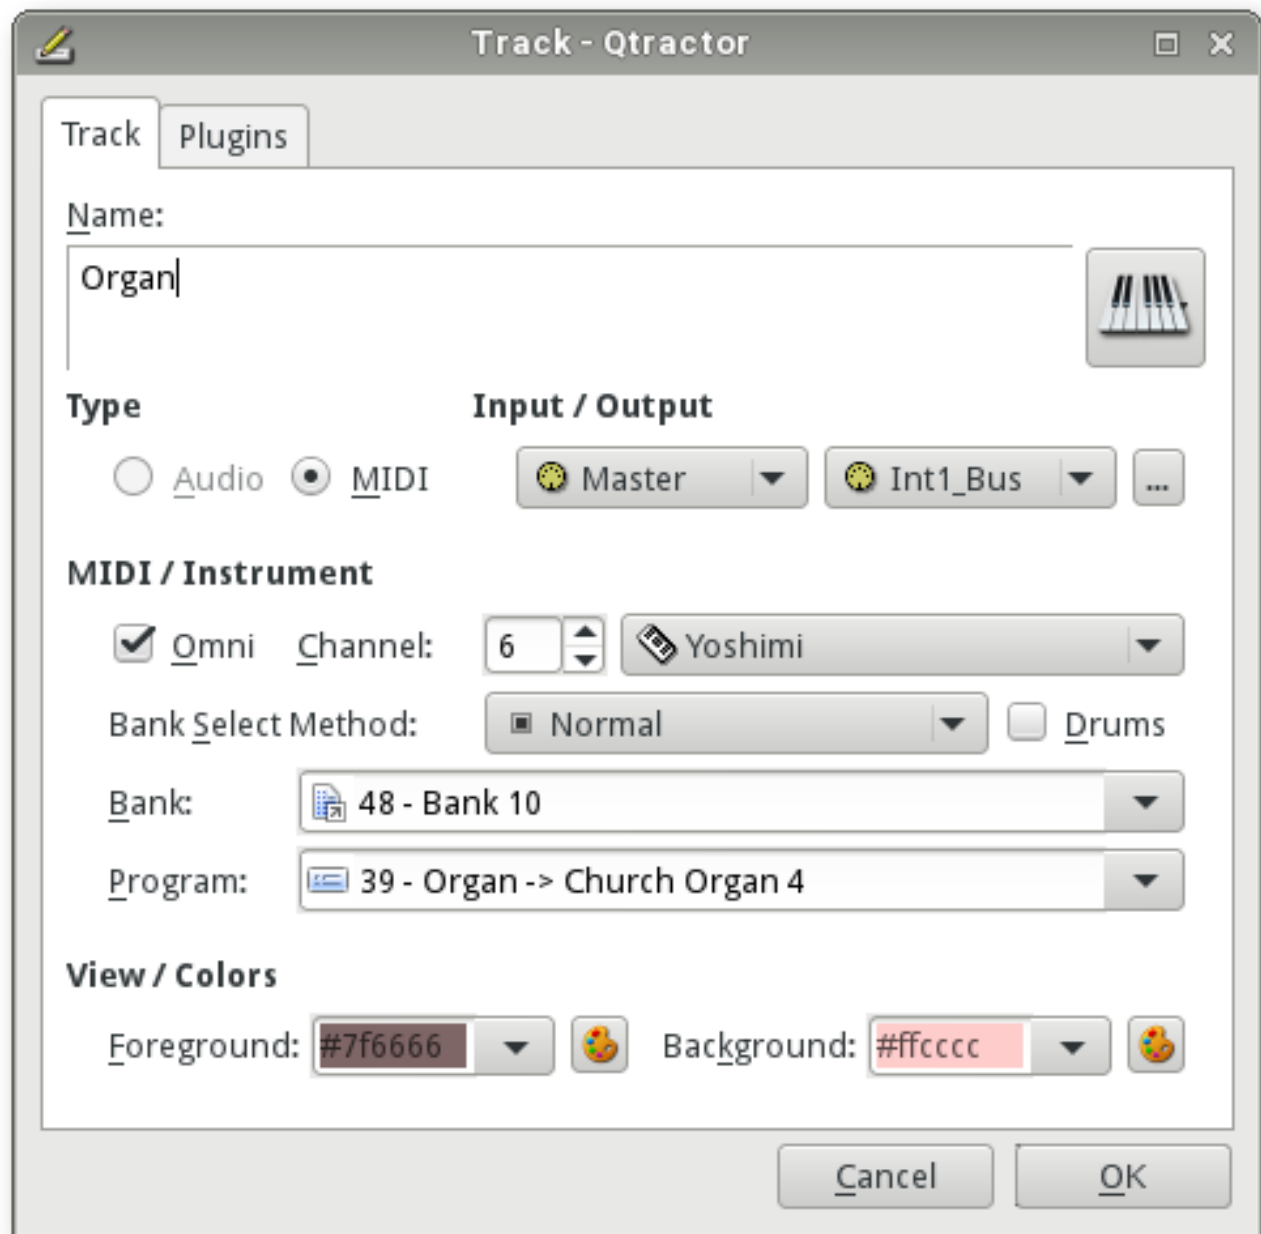 Track - Qtractor
Track Plugins
Name:
Organ
Type Input / Output
Audio MIDI Master Int1_Bus ...
MIDI / Instrument
Omni Channel: 6 Yoshimi
Bank Select Method: Normal Drums
Bank: 48 - Bank 10
Program: 39 - Organ -> Church Organ 4
View / Colors
Foreground: #7f6666 Background: #ffcccc
Cancel OK